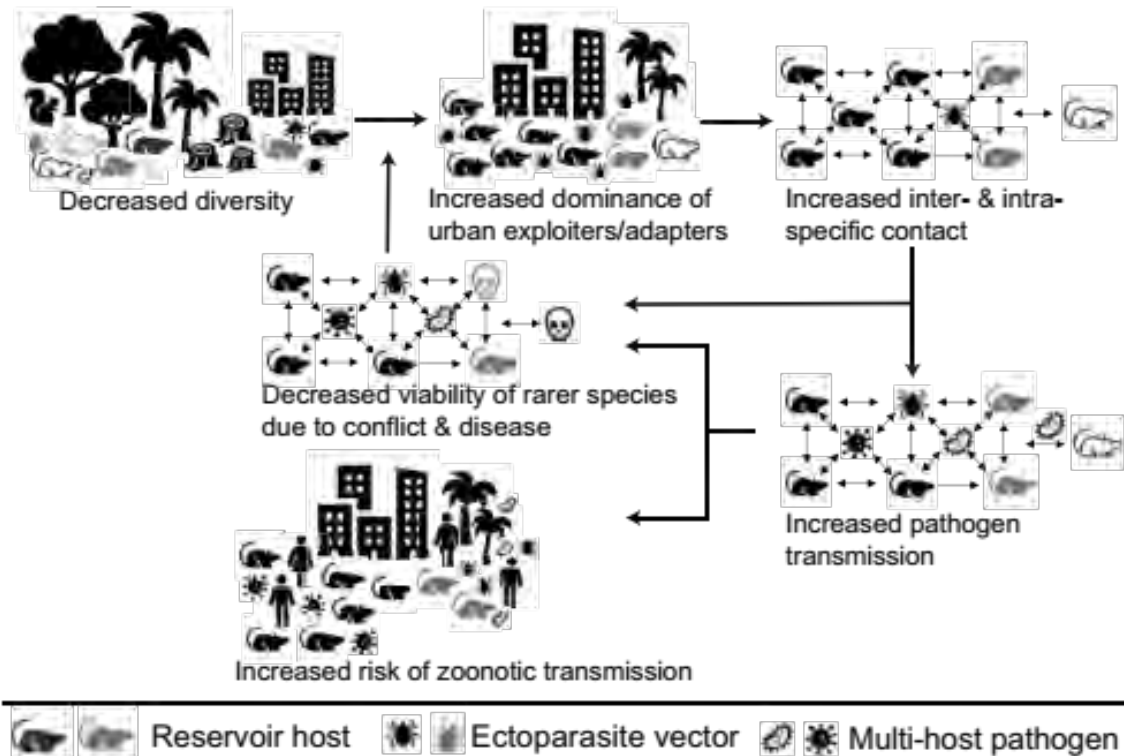 Decreased diversity
Increased dominance of
urban exploiters/adapters
Increased inter- & intra-
specific contact
Decreased viability of rarer species
due to conflict & disease
Increased pathogen
transmission
Increased risk of zoonotic transmission
Reservoir host
Ectoparasite vector
Multi-host pathogen